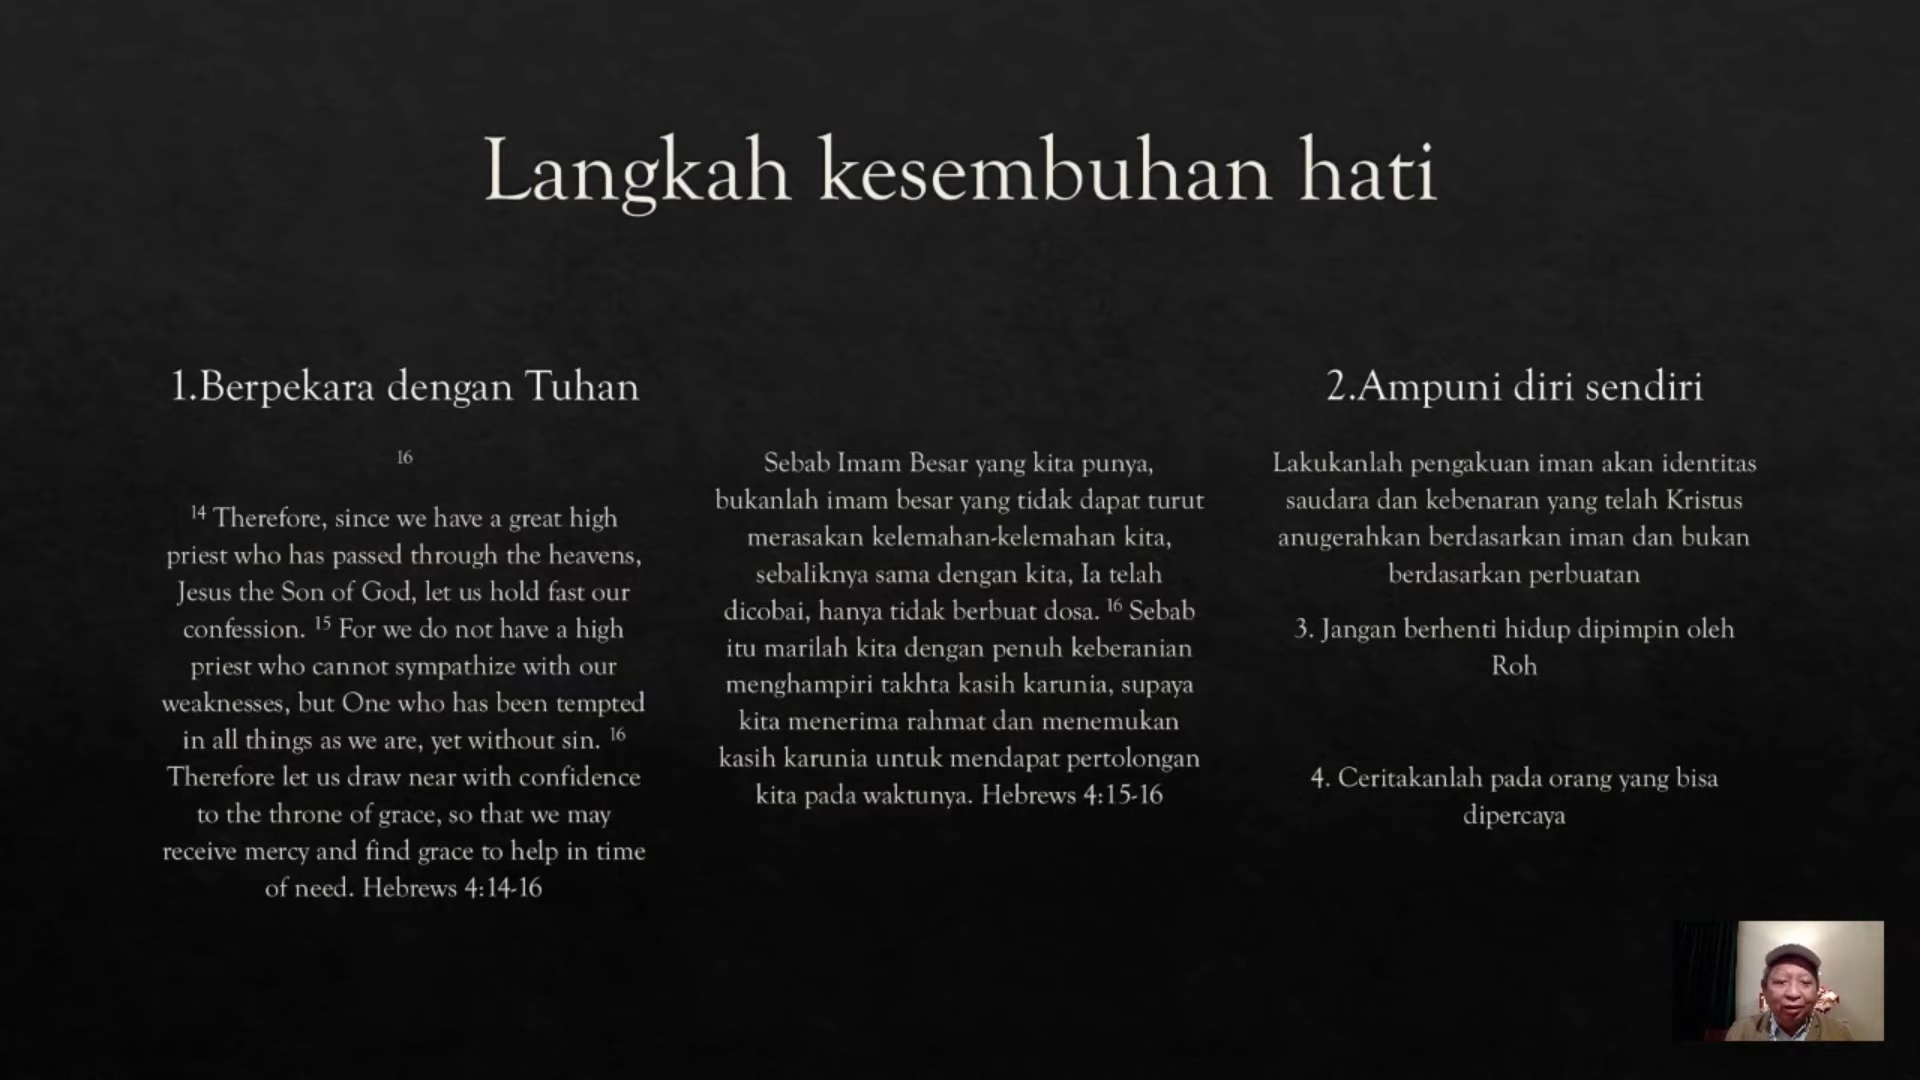 Langkah kesembuhan hati
1.Berpekara dengan Tuhan
16
14 Therefore, since we have a great high
priest who has passed through the heavens,
Jesus the Son of God, let us hold fast our
confession. 15 For we do not have a high
priest who cannot sympathize with our
weaknesses, but One who has been tempted
in all things as we are, yet without sin. 16
Therefore let us draw near with confidence
to the throne of grace, so that we may
receive mercy and find grace to help in time
of need. Hebrews 4:14-16
Sebab Imam Besar yang kita punya,
bukanlah imam besar yang tidak dapat turut
merasakan kelemahan-kelemahan kita,
sebaliknya sama dengan kita, Ia telah
dicobai, hanya tidak berbuat dosa. 16 Sebab
itu marilah kita dengan penuh keberanian
menghampiri takhta kasih karunia, supaya
kita menerima rahmat dan menemukan
kasih karunia untuk mendapat pertolongan
kita pada waktunya. Hebrews 4:15-16
2.Ampuni diri sendiri
Lakukanlah pengakuan iman akan identitas
saudara dan kebenaran yang telah Kristus
anugerahkan berdasarkan iman dan bukan
berdasarkan perbuatan
3. Jangan berhenti hidup dipimpin oleh
Roh
4. Ceritakanlah pada orang yang bisa
dipercaya